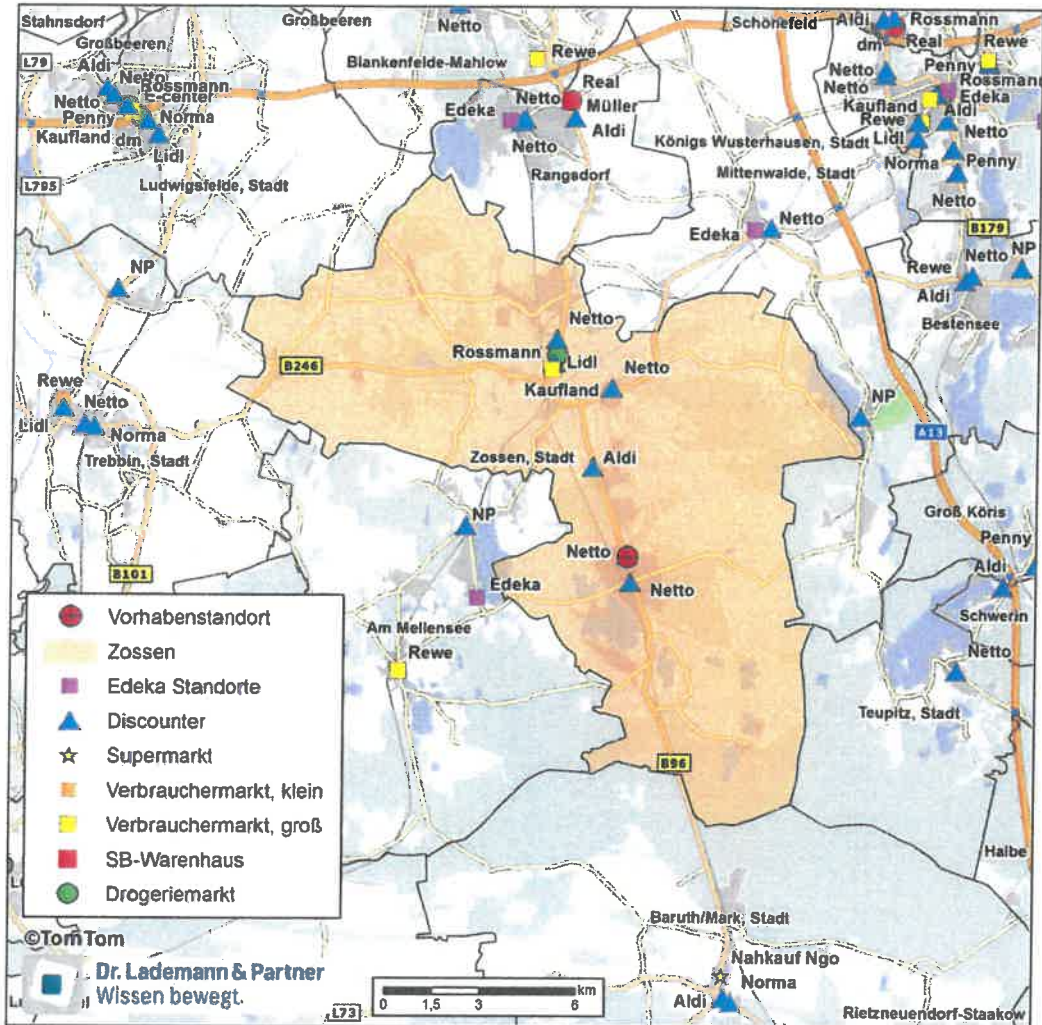 Stahnsdorf
Großbeeren
Großbeeren
L79
Aldi
Netto
Rossmann
Netto
E-center
Penny
Norma
Kaufland
dm
Lidl
L795
Ludwigsfelde, Stadt
Netto
Rewe
Blankenfelde-Mahlow
Real
Netto
Müller
Edeka
Aldi
Netto
Rangsdorf
Schönefeld
Aldi
Rossmann
dm
Real
Rewe
Penny
Netto
Rossmann
Netto
Edeka
Kaufland
Aldi
Rewe
Lidl
Netto
Königs Wusterhausen, Stadt
Norma
Penny
Mittenwalde, Stadt
Netto
Edeka
Netto
B179
Rewe
Netto
NP
Aldi
Bestensee
NP
Netto
Rossmann
Lidl
B246
Kaufland
Netto
Rewe
Netto
Lidl
Norma
Trebbin, Stadt
NP
A13
Zossen, Stadt
Aldi
NP
Groß Köris
Netto
Penny
B101
Edeka
Netto
Aldi
Schwerin
Am Mellensee
Rewe
Netto
Teupitz, Stadt
B96
Halbe
Vorhabenstandort
Zossen
Edeka Standorte
Discounter
Supermarkt
Verbrauchermarkt, klein
Verbrauchermarkt, groß
SB-Warenhaus
Drogeriemarkt
©TomTom
Dr. Lademann & Partner
Wissen bewegt.
0 1,5 3 6
km
L73
Baruth/Mark, Stadt
Nahkauf Ngo
Norma
Aldi
Rietzneuendorf-Staakow